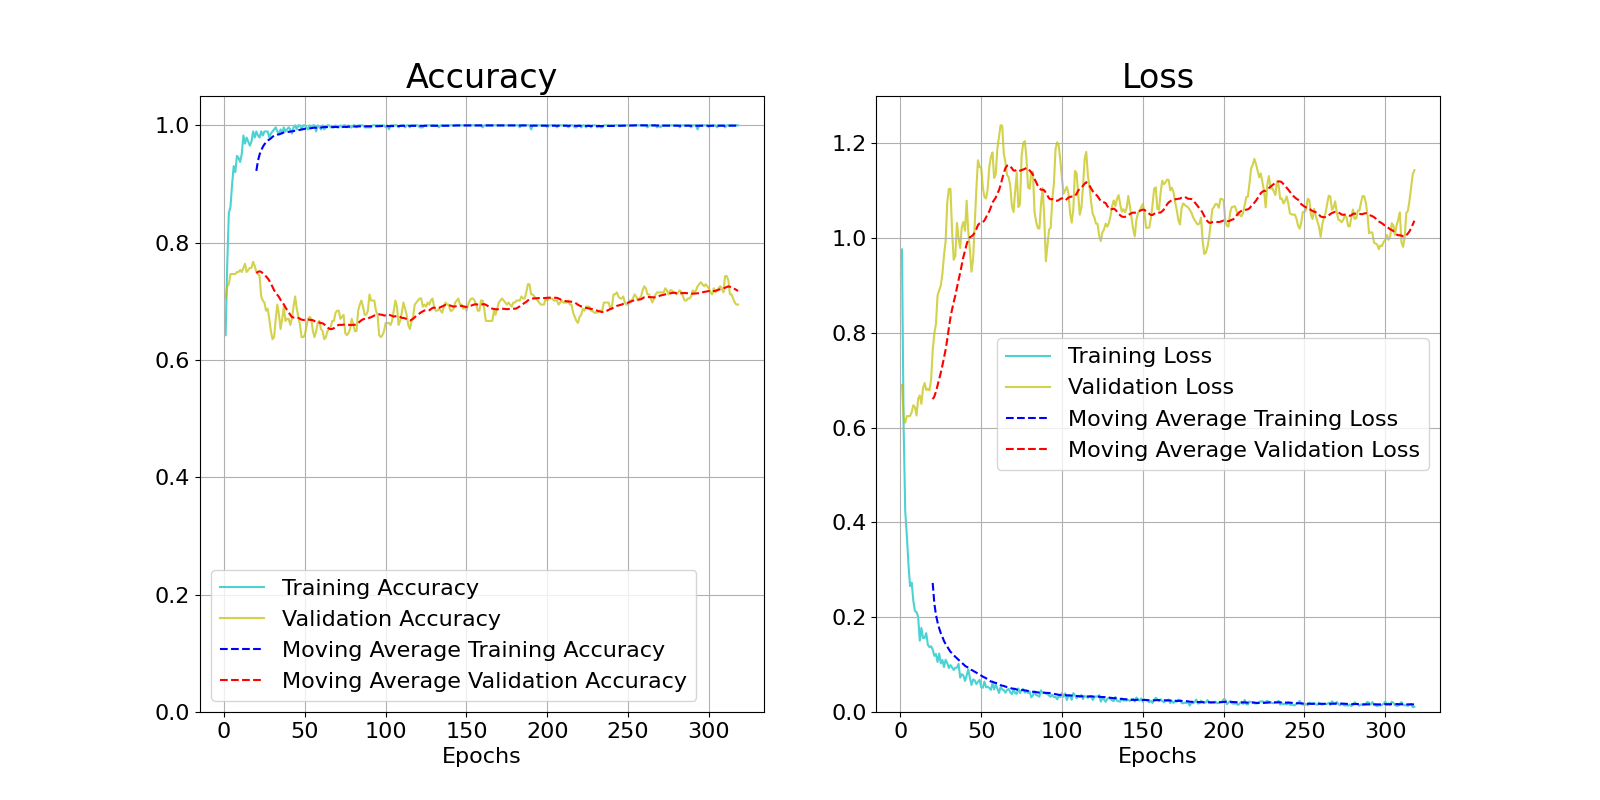 Accuracy
1.0
0.8
0.6
0.4
0.2
0.0
Training Accuracy
Validation Accuracy
Moving Average Training Accuracy
Moving Average Validation Accuracy
0 50 100 150 200 250 300
Epochs
Loss
1.2
1.0
0.8
0.6
0.4
0.2
0.0
Training Loss
Validation Loss
Moving Average Training Loss
Moving Average Validation Loss
0 50 100 150 200 250 300
Epochs